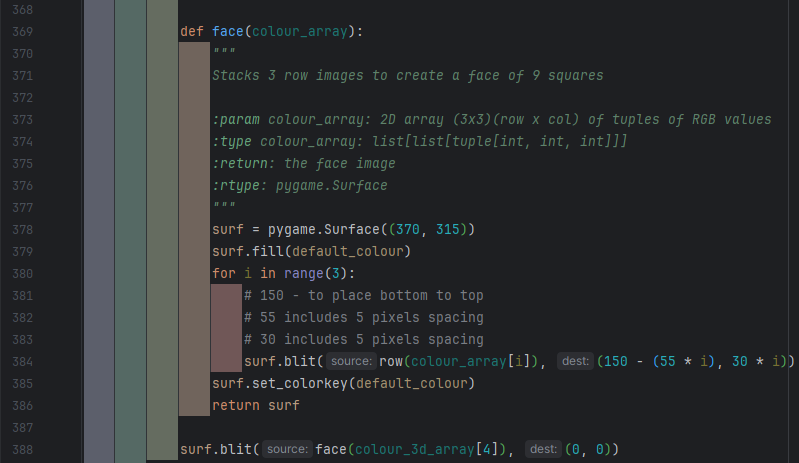 368
369 def face(colour_array):
370 """
371 Stacks 3 row images to create a face of 9 squares
372
373 :param colour_array: 2D array (3x3)(row x col) of tuples of RGB values
374 :type colour_array: list[list[tuple[int, int, int]]]
375 :return: the face image
376 :rtype: pygame.Surface
377 """
378 surf = pygame.Surface((370, 315))
379 surf.fill(default_colour)
380 for i in range(3):
381 # 150 - to place bottom to top
382 # 55 includes 5 pixels spacing
383 # 30 includes 5 pixels spacing
384 surf.blit( source: row(colour_array[i]), dest: (150 - (55 * i), 30 * i))
385 surf.set_colorkey(default_colour)
386 return surf
387
388 surf.blit( source: face(colour_3d_array[4]), dest: (0, 0))